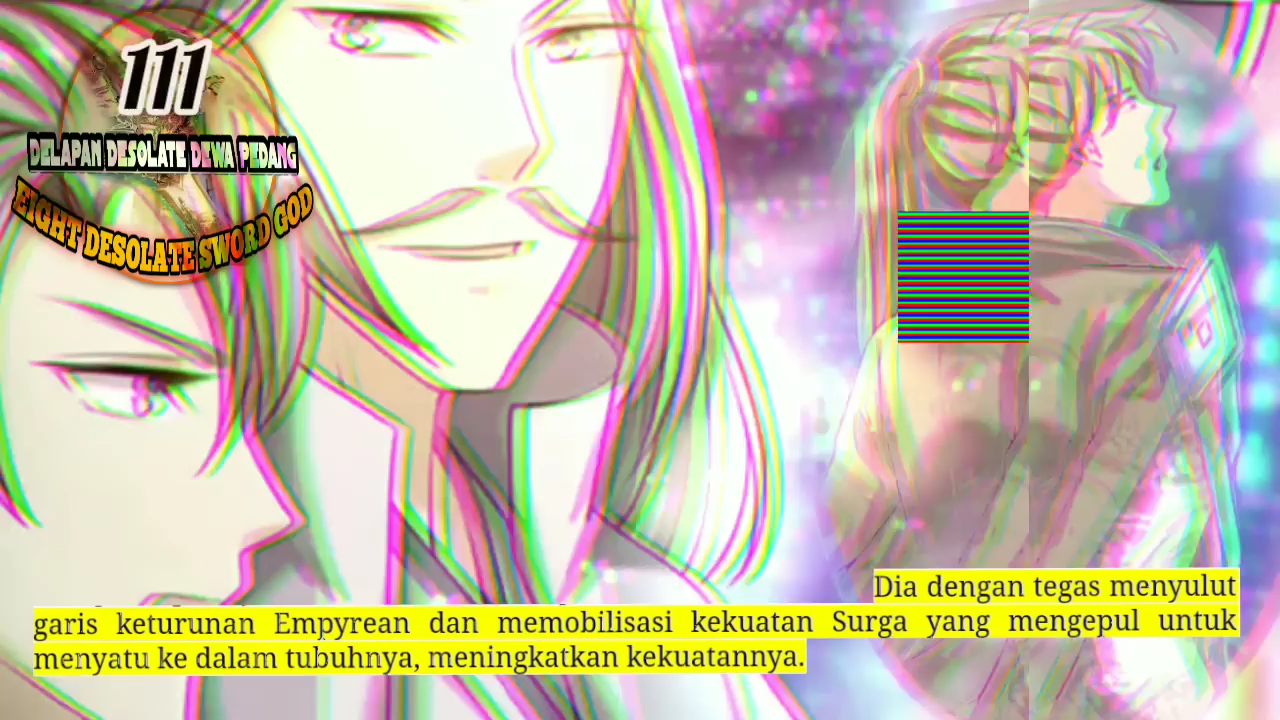 111
DELAPAN DESOLATE DEWA PEDANG
EIGHT DESOLATE SWORD GOD
Dia dengan tegas menyulut
garis keturunan Empyrean dan memobilisasi kekuatan Surga yang mengepul untuk
menyatu ke dalam tubuhnya, meningkatkan kekuatannya.